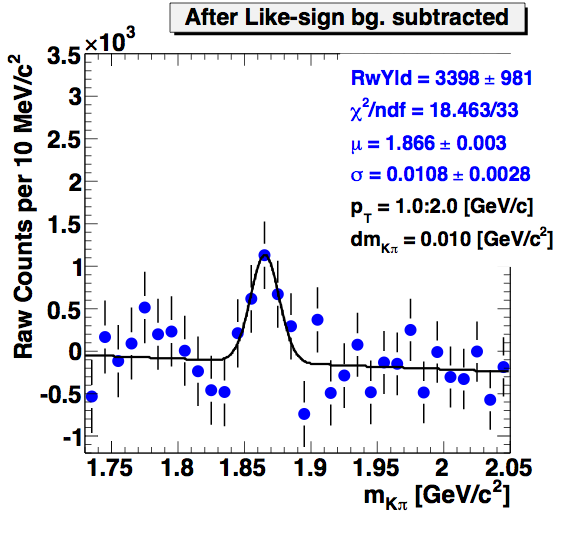 After Like-sign bg. subtracted
×10³
3.5
3
2.5
2
1.5
1
0.5
0
-0.5
-1
Raw Counts per 10 MeV/c²
RwYld = 3398 ± 981
χ²/ndf = 18.463/33
μ = 1.866 ± 0.003
σ = 0.0108 ± 0.0028
p_T = 1.0:2.0 [GeV/c]
dm_Kπ = 0.010 [GeV/c²]
1.75 1.8 1.85 1.9 1.95 2 2.05
m_Kπ [GeV/c²]